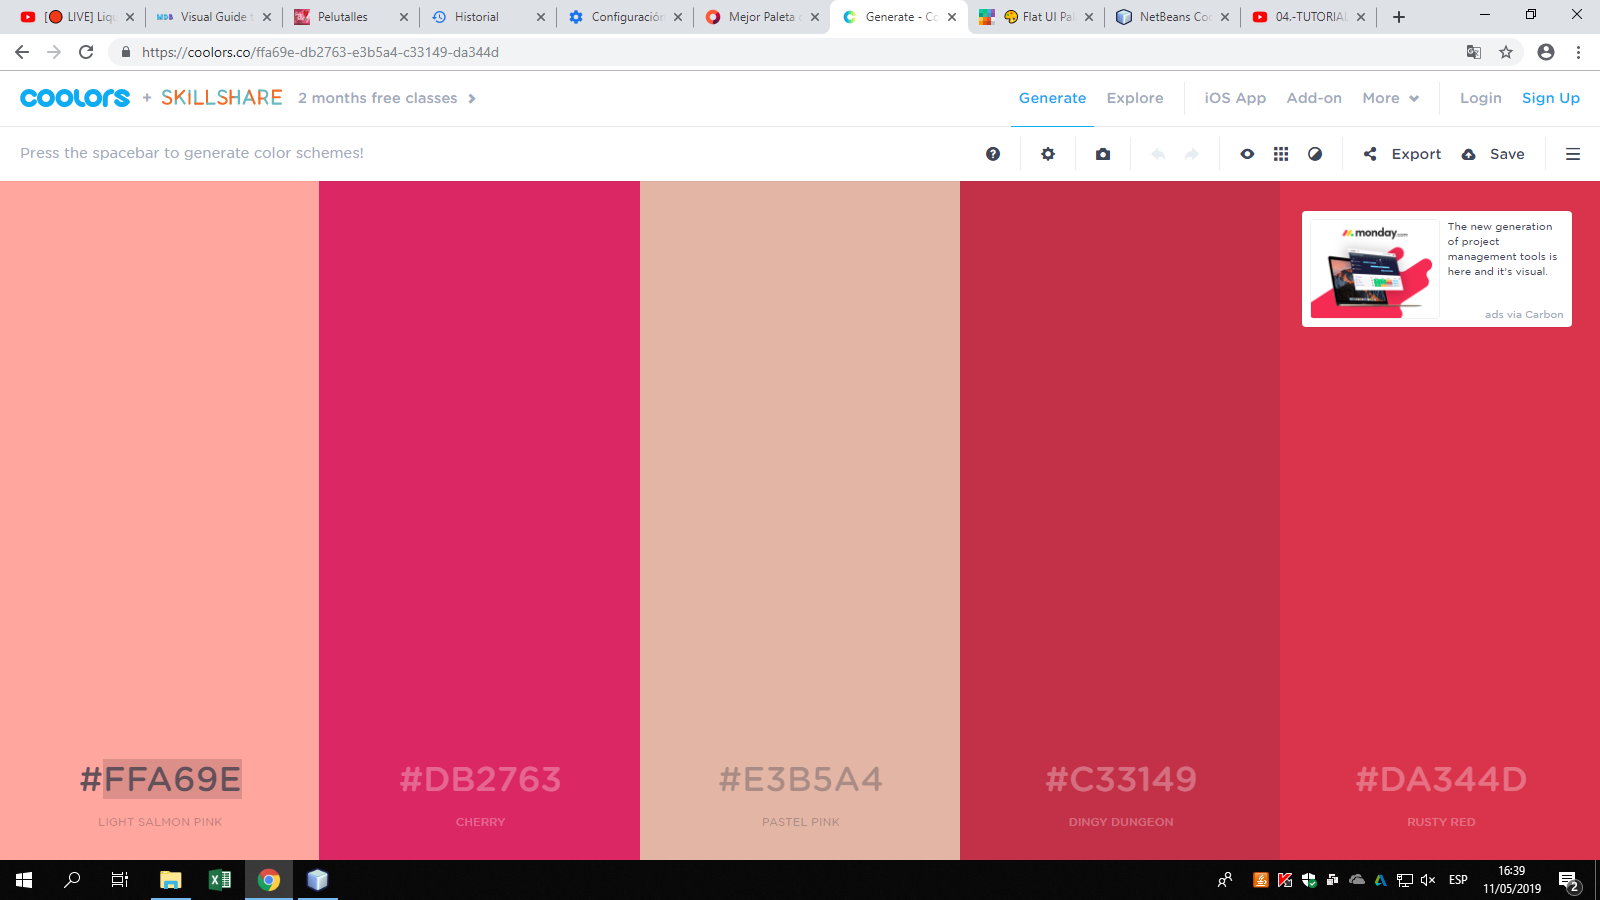 [🔴 LIVE] Liqu
MDB Visual Guide t
Pelutalles
Historial
Configuración
Mejor Paleta d
Generate - Co
🎨 Flat UI Pal
NetBeans Coo
04.-TUTORIAL
https://coolors.co/ffa69e-db2763-e3b5a4-c33149-da344d
coolors + SKILLSHARE 2 months free classes
Generate Explore iOS App Add-on More Login Sign Up
Press the spacebar to generate color schemes!
Export Save
monday.com
The new generation
of project
management tools is
here and it's visual.
ads via Carbon
#FFA69E
LIGHT SALMON PINK
#DB2763
CHERRY
#E3B5A4
PASTEL PINK
#C33149
DINGY DUNGEON
#DA344D
RUSTY RED
ESP
16:39
11/05/2019
2